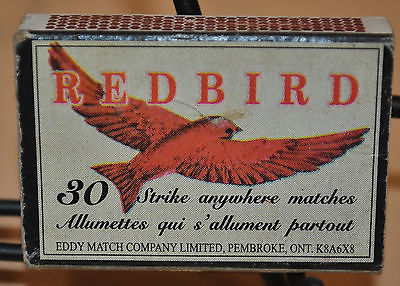 REDBIRD
30 Strike anywhere matches
Allumettes qui s'allument partout
EDDY MATCH COMPANY LIMITED, PEMBROKE, ONT. K8A6X8